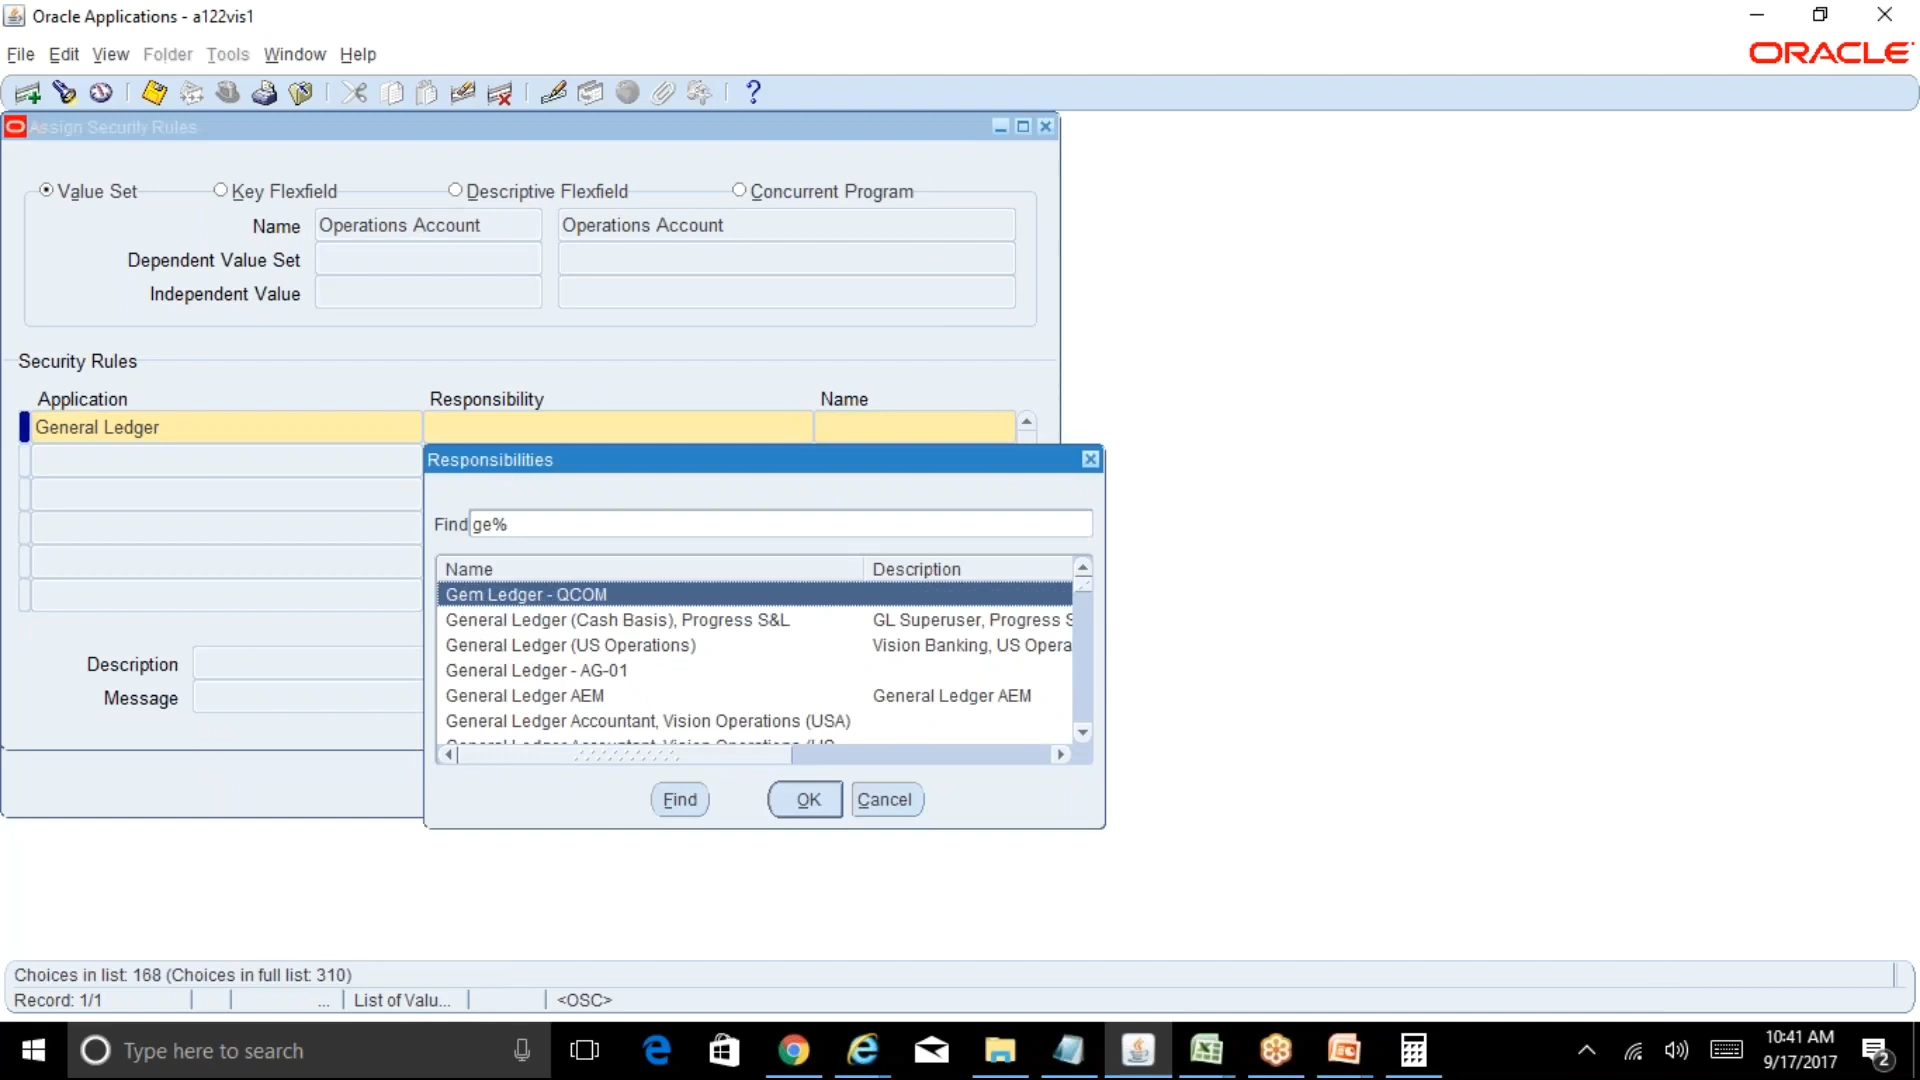 Oracle Applications - a122vis1
File Edit View Folder Tools Window Help
ORACLE
Assign Security Rules
Value Set Key Flexfield Descriptive Flexfield Concurrent Program
Name Operations Account Operations Account
Dependent Value Set
Independent Value
Security Rules
Application Responsibility Name
General Ledger
Responsibilities
Find ge%
Name Description
Gem Ledger - QCOM
General Ledger (Cash Basis), Progress S&L GL Superuser, Progress S
General Ledger (US Operations) Vision Banking, US Opera
General Ledger - AG-01
General Ledger AEM General Ledger AEM
General Ledger Accountant, Vision Operations (USA)
Description
Message
Find OK Cancel
Choices in list: 168 (Choices in full list: 310)
Record: 1/1 ... List of Valu... <OSC>
Type here to search
10:41 AM
9/17/2017
2